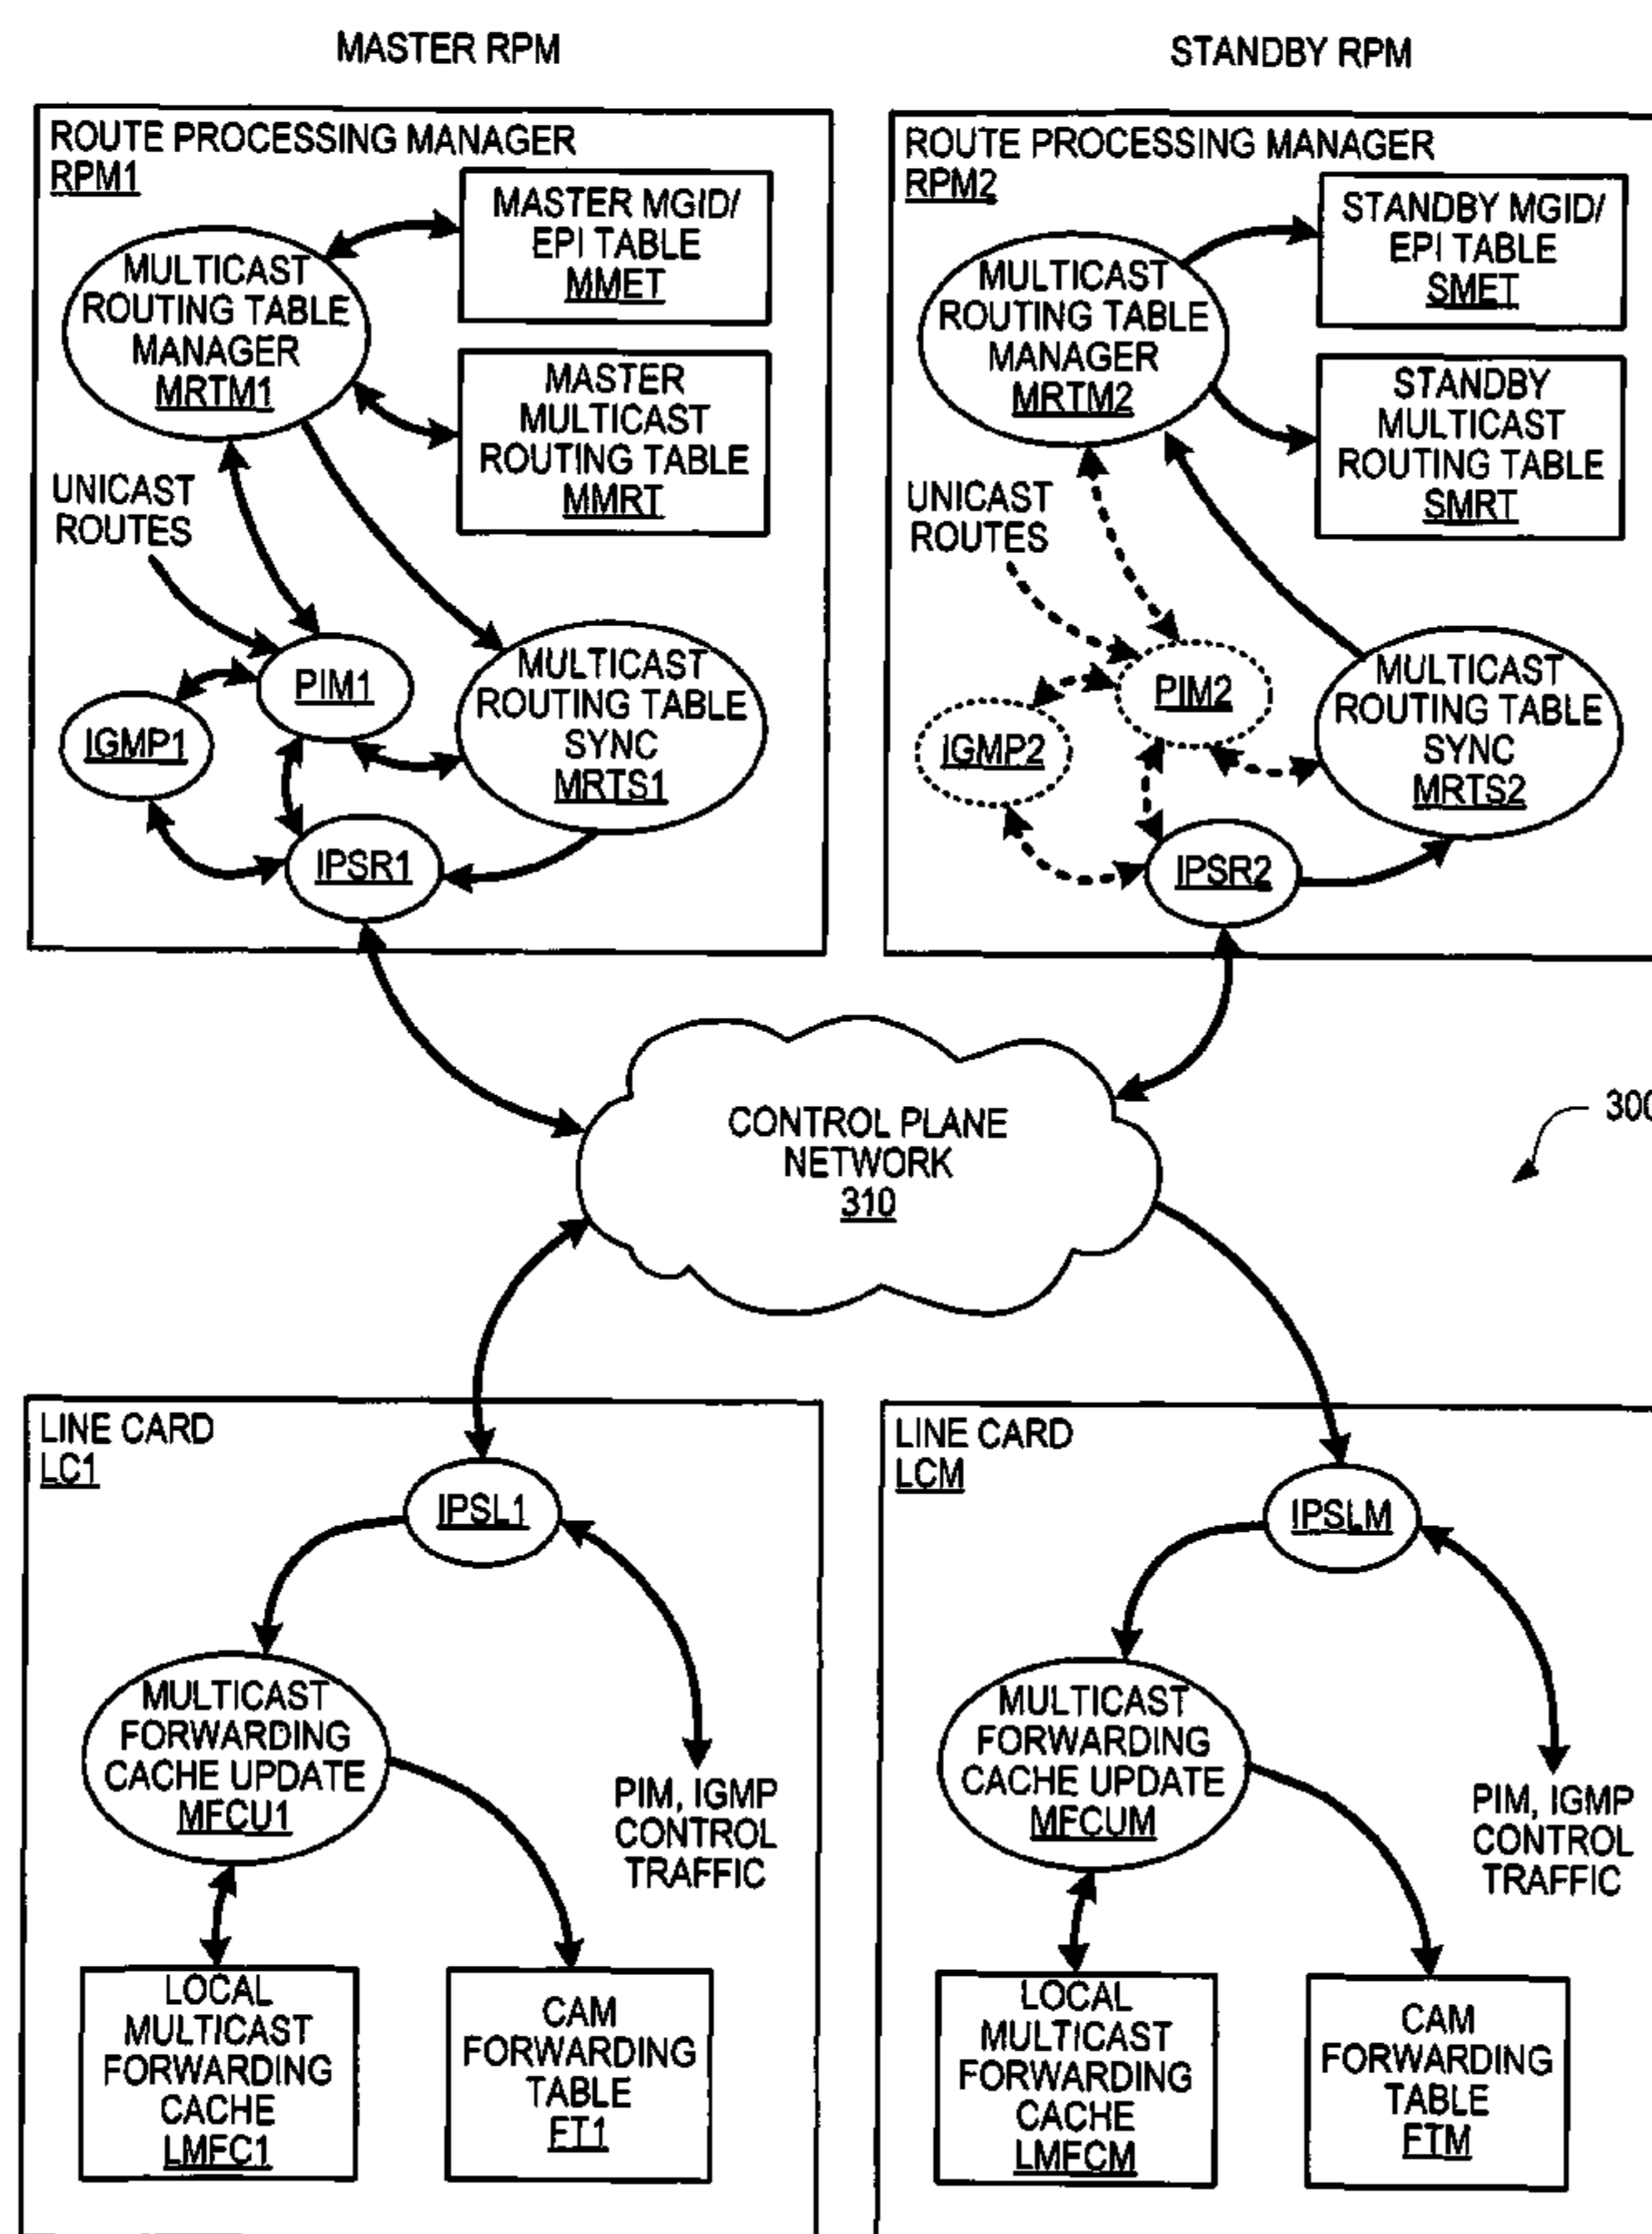 MASTER RPM
STANDBY RPM
ROUTE PROCESSING MANAGER
RPM1
MASTER MGID/
EPI TABLE
MMET
MULTICAST
ROUTING TABLE
MANAGER
MRTM1
MASTER
MULTICAST
ROUTING TABLE
MMRT
UNICAST
ROUTES
PIM1
IGMP1
MULTICAST
ROUTING TABLE
SYNC
MRTS1
IPSR1
ROUTE PROCESSING MANAGER
RPM2
STANDBY MGID/
EPI TABLE
SMET
MULTICAST
ROUTING TABLE
MANAGER
MRTM2
STANDBY
MULTICAST
ROUTING TABLE
SMRT
UNICAST
ROUTES
PIM2
IGMP2
MULTICAST
ROUTING TABLE
SYNC
MRTS2
IPSR2
CONTROL PLANE
NETWORK
310
300
LINE CARD
LC1
IPSL1
MULTICAST
FORWARDING
CACHE UPDATE
MFCU1
PIM, IGMP
CONTROL
TRAFFIC
LOCAL
MULTICAST
FORWARDING
CACHE
LMFC1
CAM
FORWARDING
TABLE
FT1
LINE CARD
LCM
IPSLM
MULTICAST
FORWARDING
CACHE UPDATE
MFCUM
PIM, IGMP
CONTROL
TRAFFIC
LOCAL
MULTICAST
FORWARDING
CACHE
LMFCM
CAM
FORWARDING
TABLE
FTM